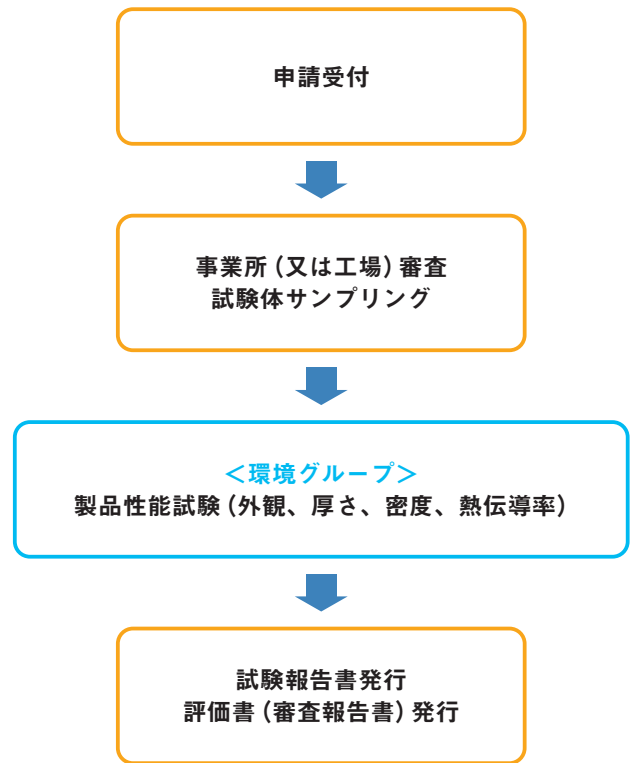 申請受付
事業所（又は工場）審査
試験体サンプリング
＜環境グループ＞
製品性能試験（外観、厚さ、密度、熱伝導率）
試験報告書発行
評価書（審査報告書）発行